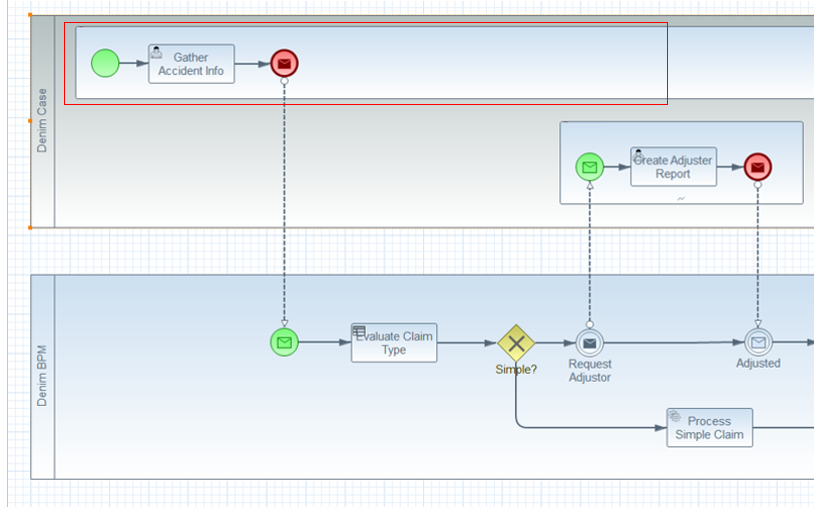 Denim Case
Gather
Accident Info
Create Adjuster
Report
Denim BPM
Evaluate Claim
Type
Simple?
Request
Adjustor
Adjusted
Process
Simple Claim